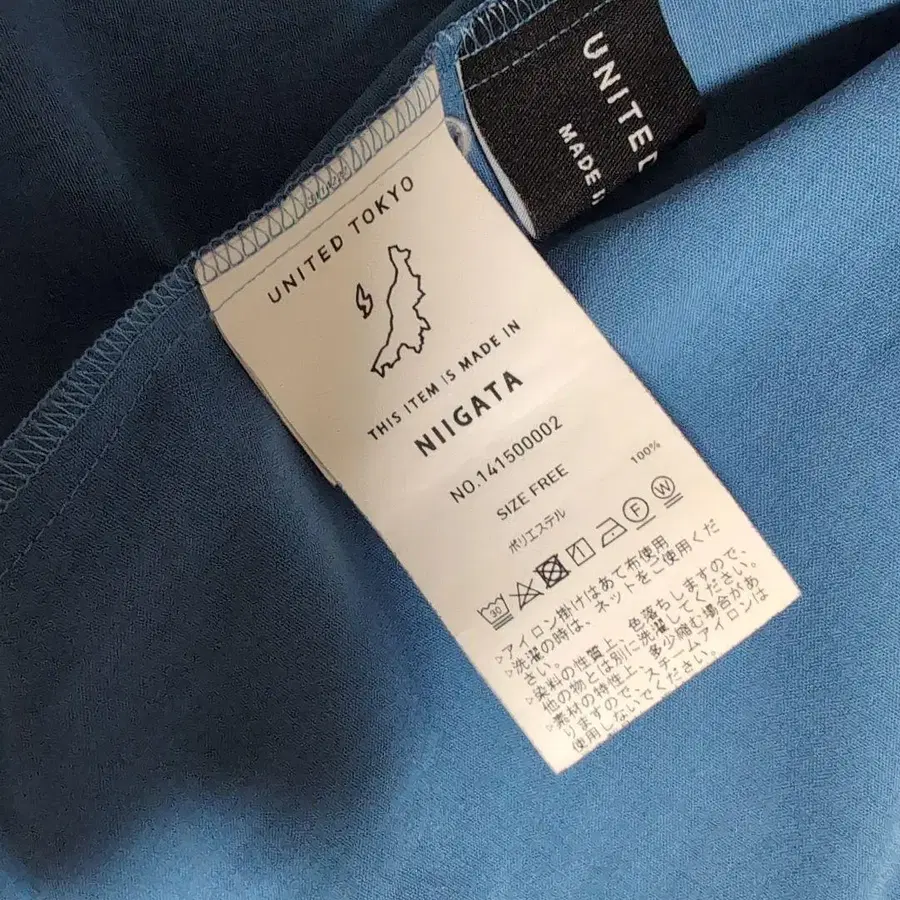 UNITED
MADE I
UNITED TOKYO
THIS ITEM IS MADE IN
NIIGATA
NO.141500002
SIZE FREE
ポリエステル 100%
30 F W
▷アイロン掛けはあて布使用
▷洗濯の時は、ネットをご使用くだ
さい。
▷染料の性質上、色落ちしますので、
他の物とは別に洗濯してください。
▷素材の特性上、多少縮む場合があ
りますので、スチームアイロンは
使用しないでください。